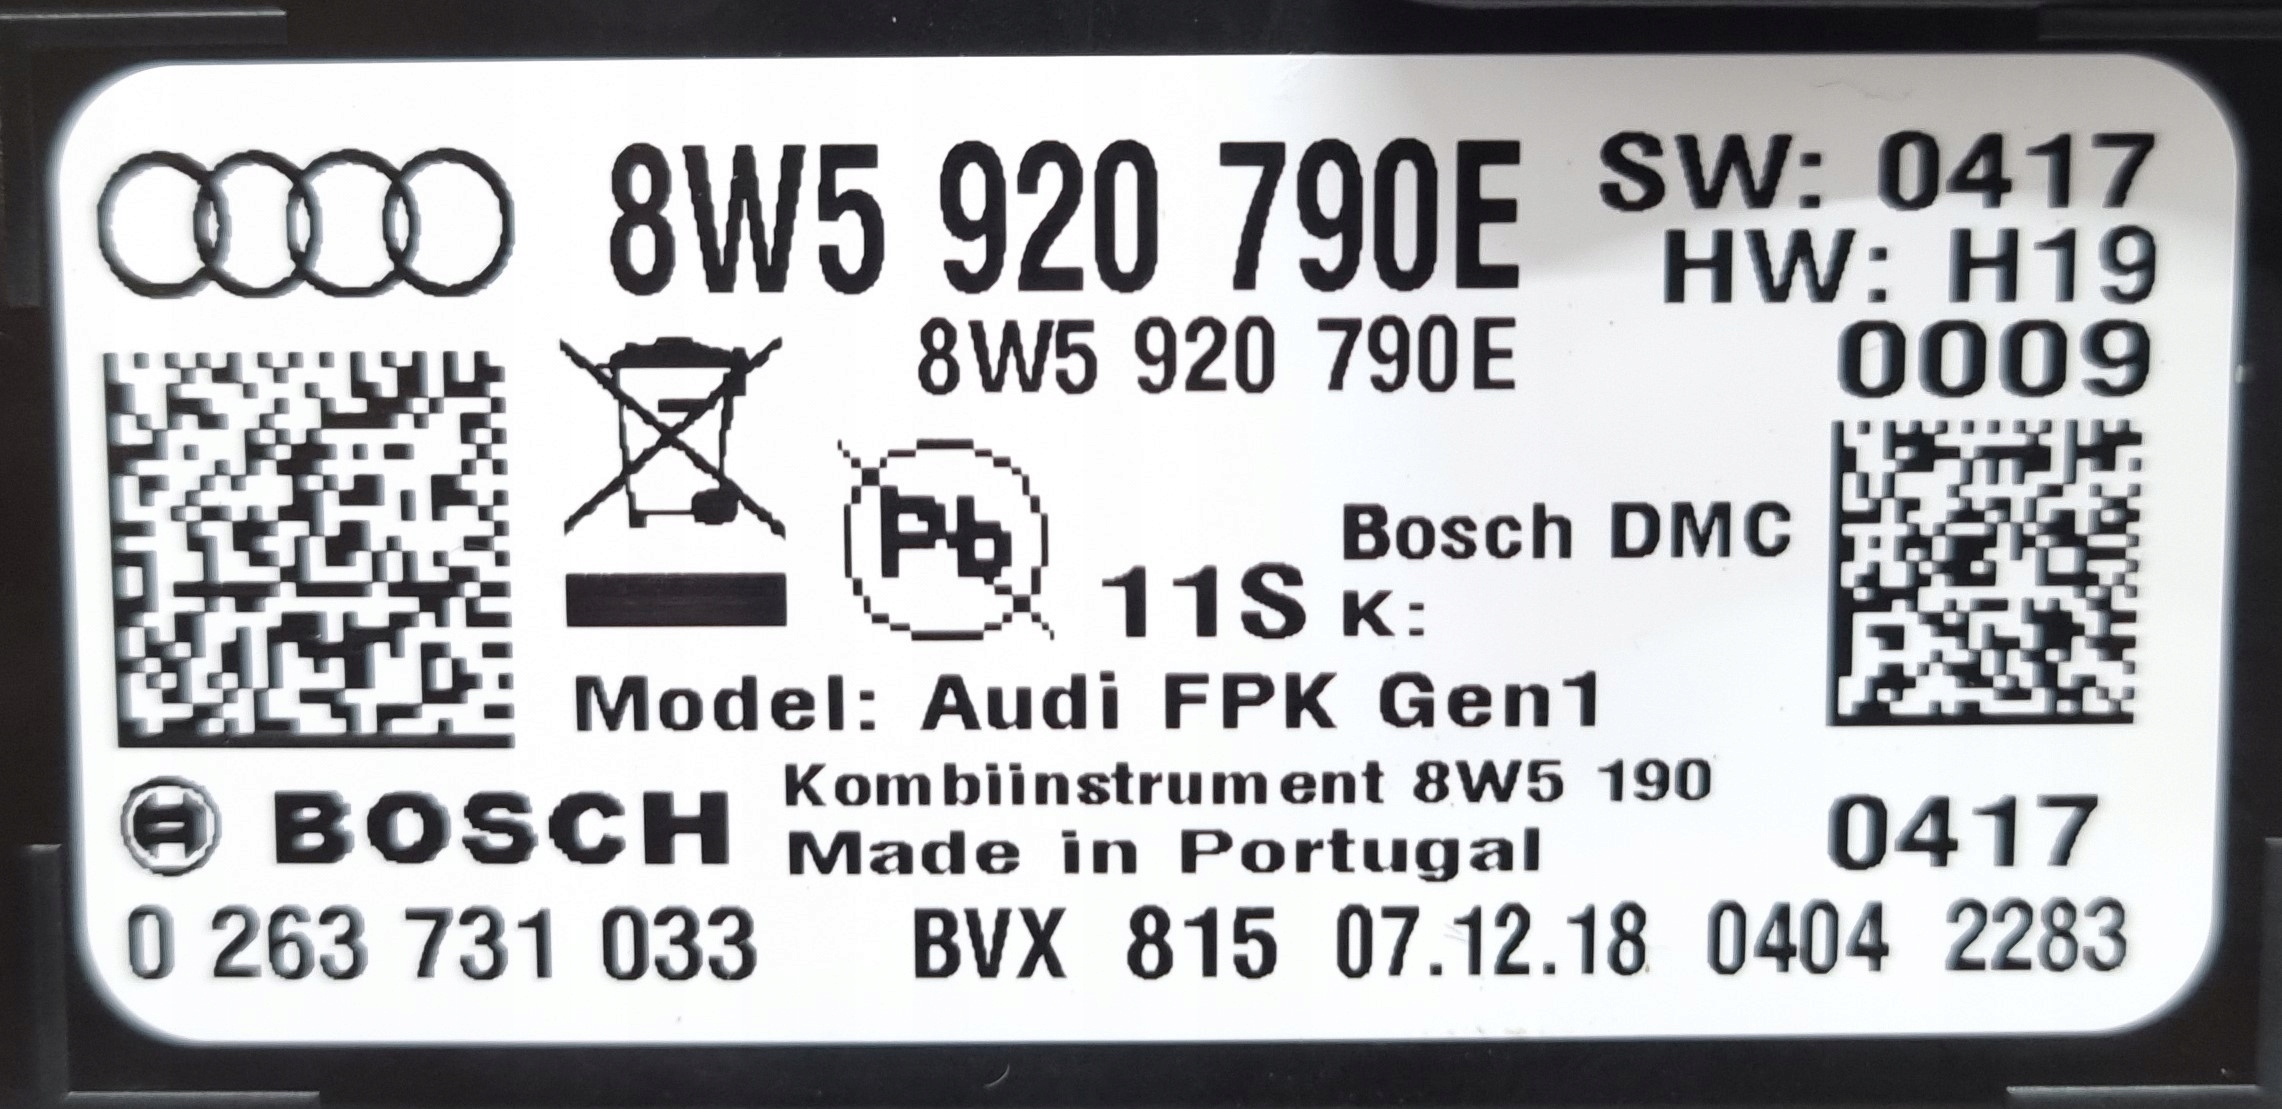 8W5 920 790E
SW: 0417
HW: H19
8W5 920 790E
0009
Pb
11S
Bosch DMC
K:
Model: Audi FPK Gen1
BOSCH
Kombiinstrument 8W5 190
Made in Portugal
0417
0 263 731 033 BVX 815 07.12.18 0404 2283